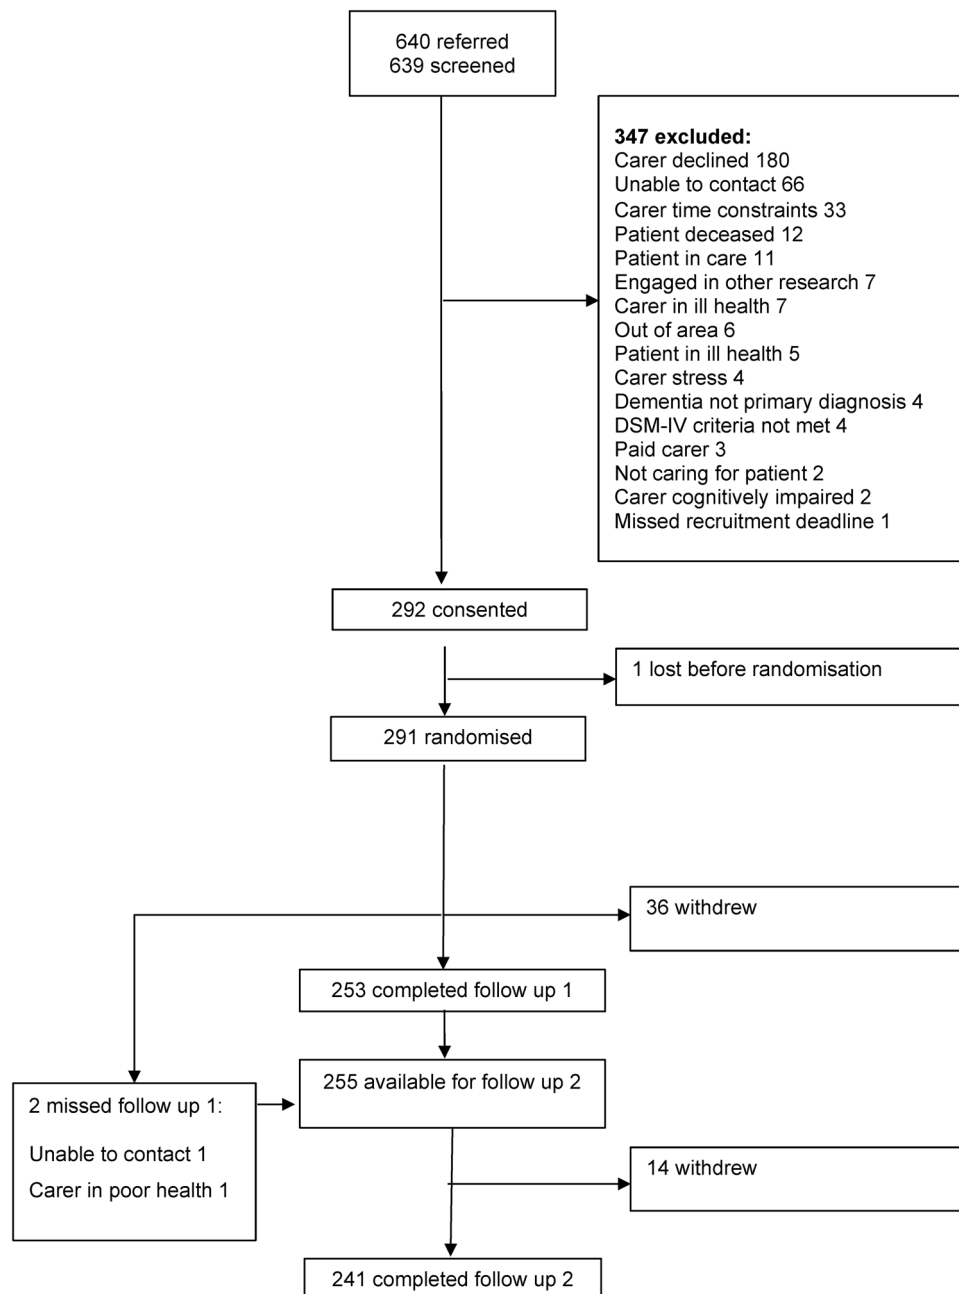 640 referred
639 screened
347 excluded:
Carer declined 180
Unable to contact 66
Carer time constraints 33
Patient deceased 12
Patient in care 11
Engaged in other research 7
Carer in ill health 7
Out of area 6
Patient in ill health 5
Carer stress 4
Dementia not primary diagnosis 4
DSM-IV criteria not met 4
Paid carer 3
Not caring for patient 2
Carer cognitively impaired 2
Missed recruitment deadline 1
292 consented
1 lost before randomisation
291 randomised
36 withdrew
253 completed follow up 1
255 available for follow up 2
2 missed follow up 1:
Unable to contact 1
Carer in poor health 1
14 withdrew
241 completed follow up 2